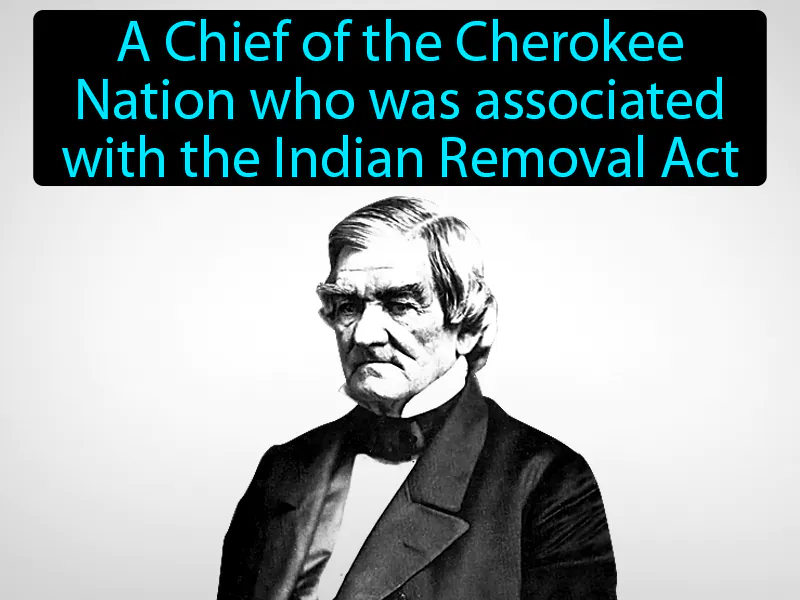 A Chief of the Cherokee
Nation who was associated
with the Indian Removal Act